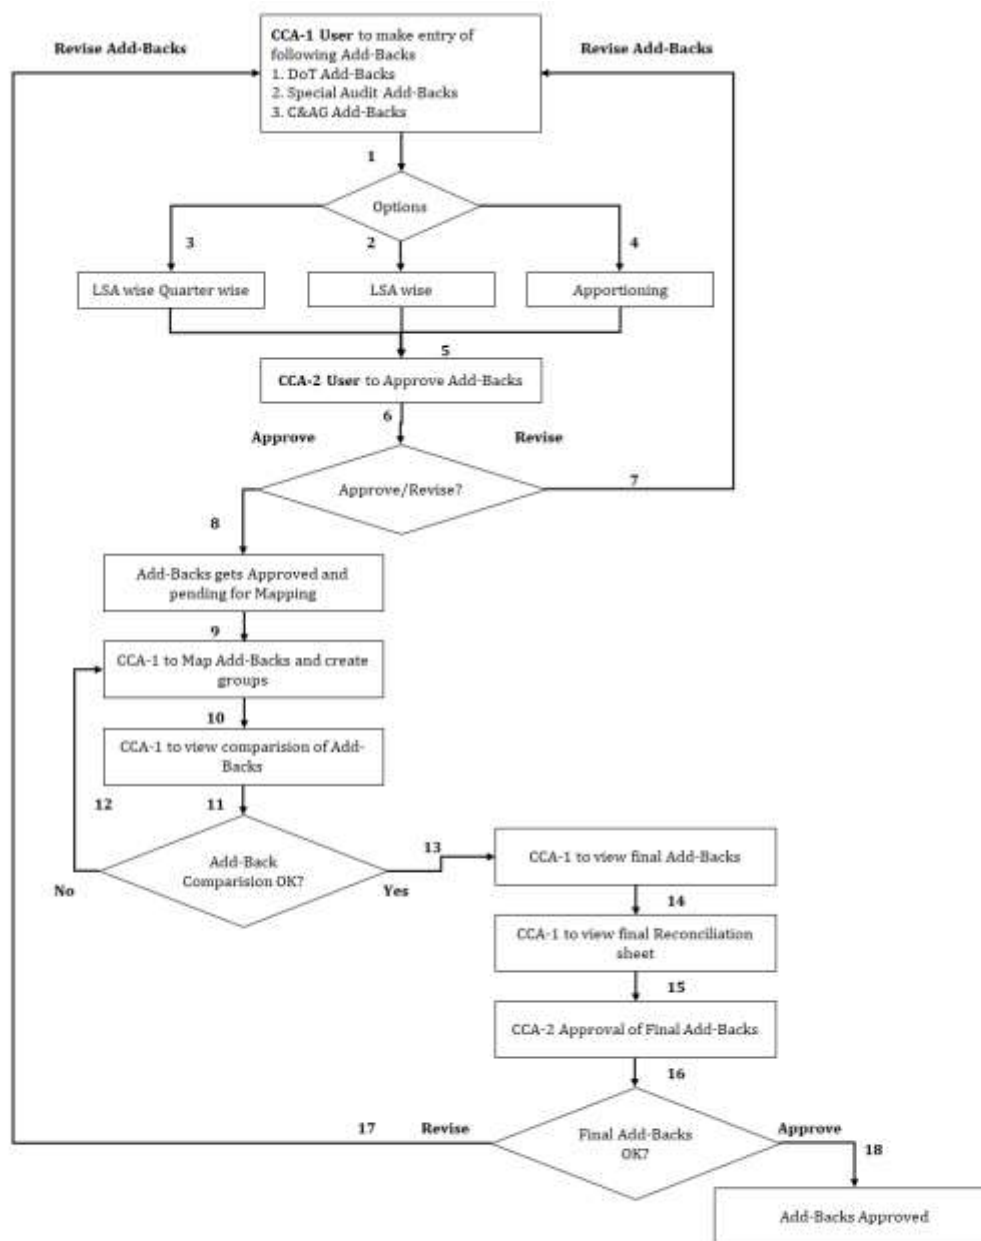 Revise Add-Backs
CCA-1 User to make entry of
following Add-Backs
1. DoT Add-Backs
2. Special Audit Add-Backs
3. C&AG Add-Backs
Revise Add-Backs
1
Options
3
2
4
LSA wise Quarter wise
LSA wise
Apportioning
5
CCA-2 User to Approve Add-Backs
6
Approve
Revise
Approve/Revise?
7
8
Add-Backs gets Approved and
pending for Mapping
9
CCA-1 to Map Add-Backs and create
groups
10
CCA-1 to view comparision of Add-
Backs
12
11
Add-Back
Comparision OK?
No
Yes
13
CCA-1 to view final Add-Backs
14
CCA-1 to view final Reconciliation
sheet
15
CCA-2 Approval of Final Add-Backs
16
17
Revise
Final Add-Backs
OK?
Approve
18
Add-Backs Approved